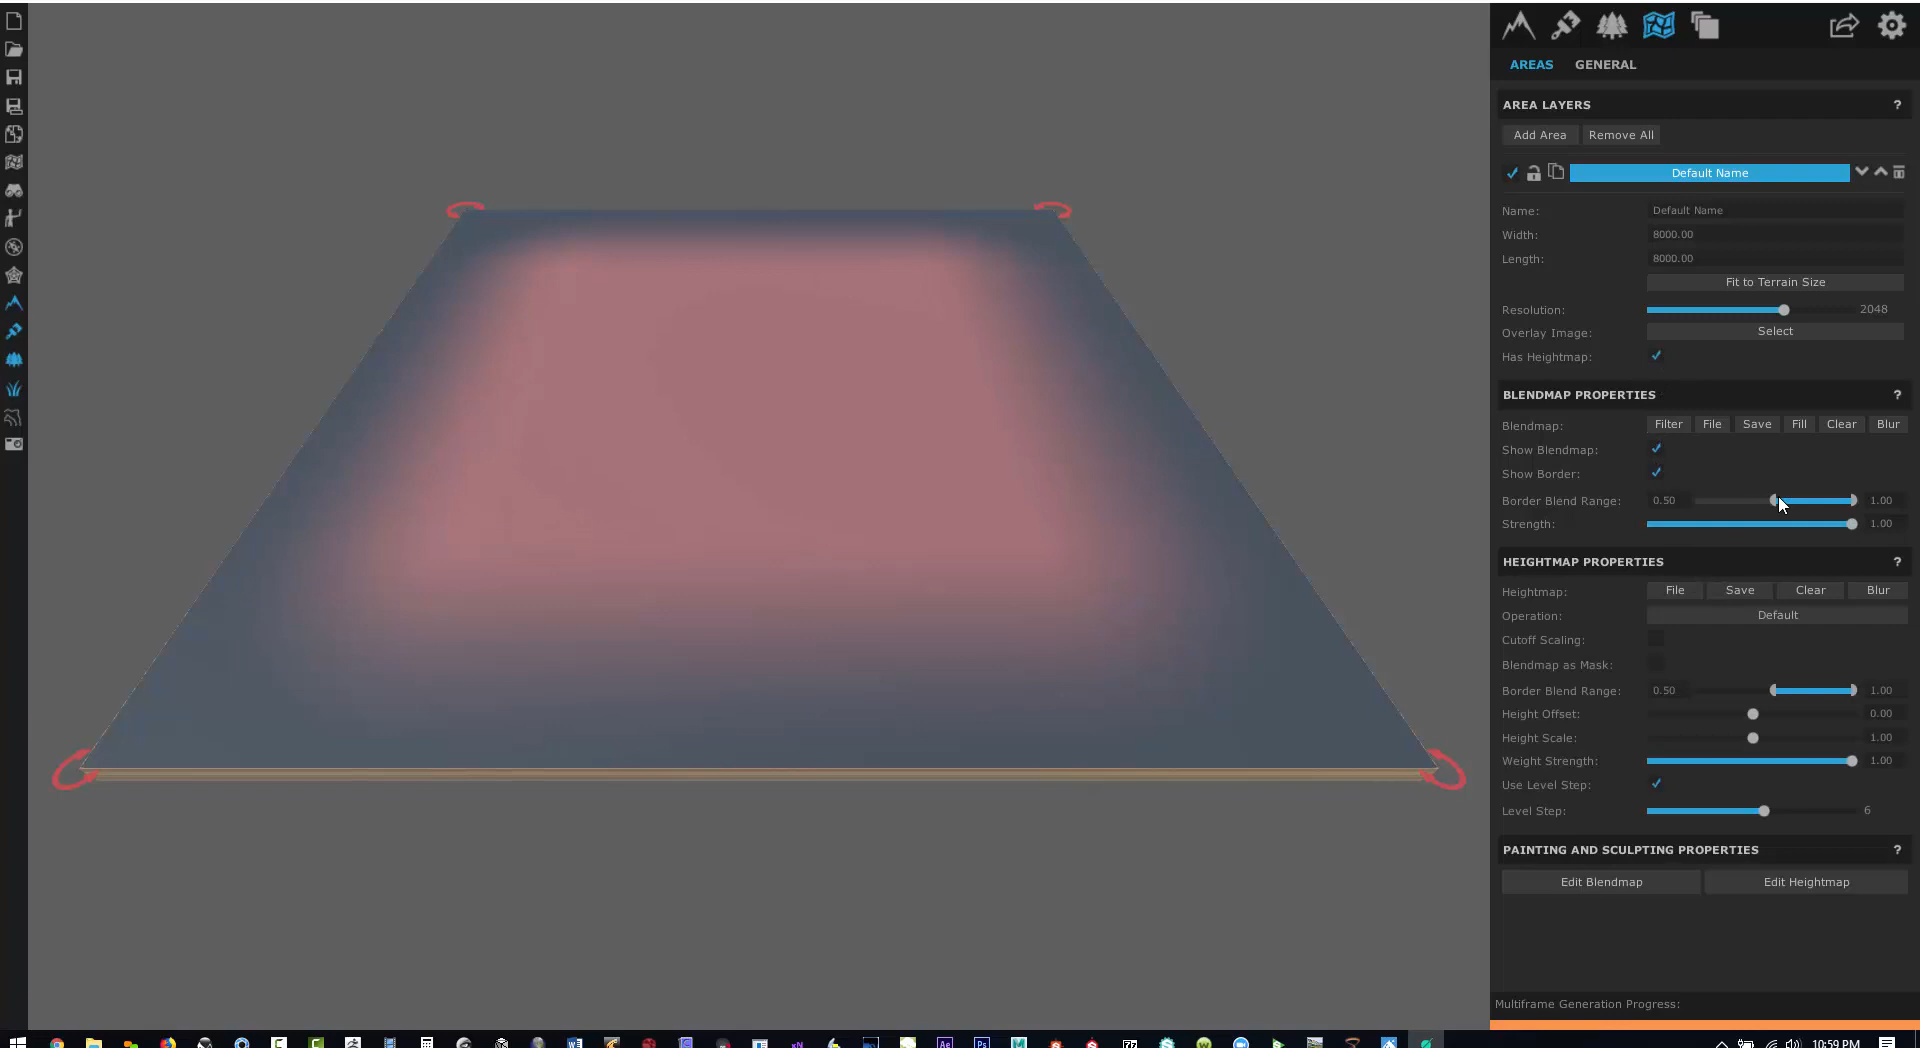 AREAS GENERAL
AREA LAYERS ?
Add Area Remove All
Default Name
Name: Default Name
Width: 8000.00
Length: 8000.00
Fit to Terrain Size
Resolution: 2048
Overlay Image: Select
Has Heightmap:
BLENDMAP PROPERTIES ?
Blendmap: Filter File Save Fill Clear Blur
Show Blendmap:
Show Border:
Border Blend Range: 0.50 1.00
Strength: 1.00
HEIGHTMAP PROPERTIES ?
Heightmap: File Save Clear Blur
Operation: Default
Cutoff Scaling:
Blendmap as Mask:
Border Blend Range: 0.50 1.00
Height Offset: 0.00
Height Scale: 1.00
Weight Strength: 1.00
Use Level Step:
Level Step: 6
PAINTING AND SCULPTING PROPERTIES ?
Edit Blendmap Edit Heightmap
Multiframe Generation Progress:
Ae Ps 10:59 PM